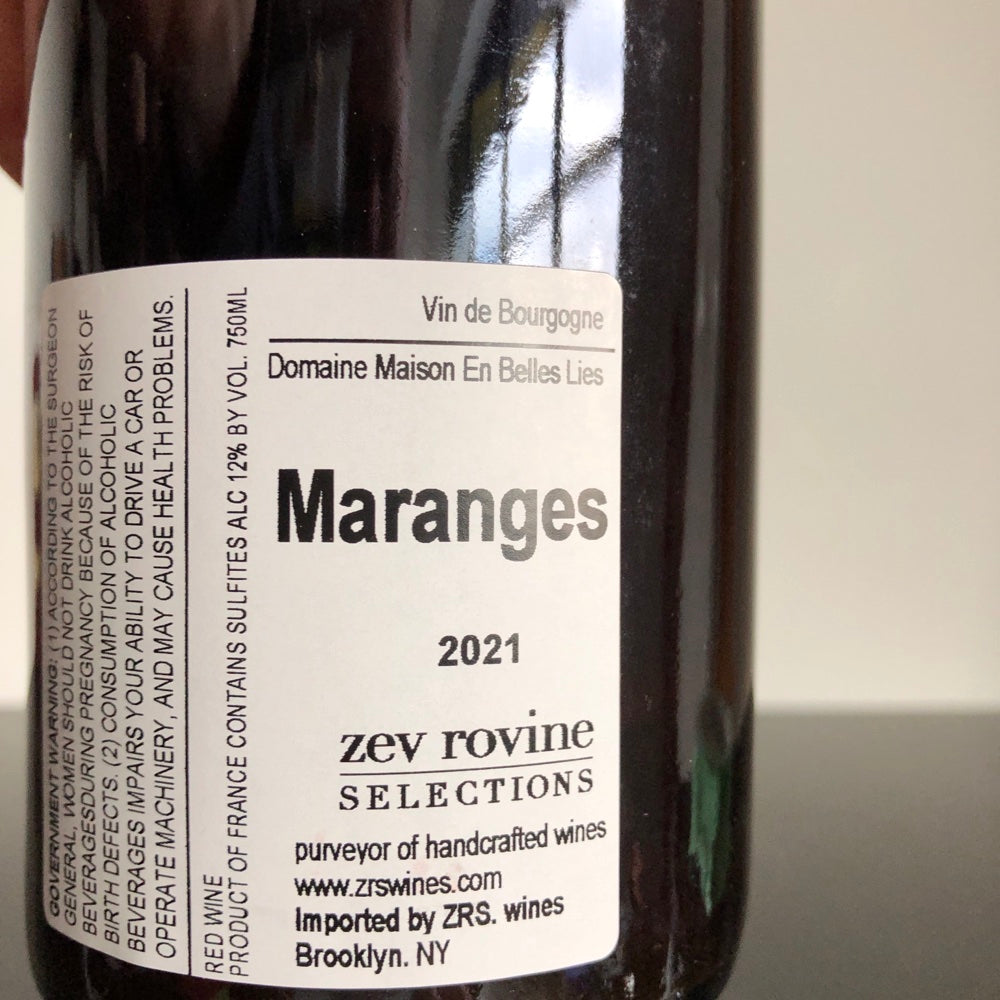 GOVERNMENT WARNING: (1) ACCORDING TO THE SURGEON
GENERAL, WOMEN SHOULD NOT DRINK ALCOHOLIC
BEVERAGESDURING PREGNANCY BECAUSE OF THE RISK OF
BIRTH DEFECTS. (2) CONSUMPTION OF ALCOHOLIC
BEVERAGES IMPAIRS YOUR ABILITY TO DRIVE A CAR OR
OPERATE MACHINERY, AND MAY CAUSE HEALTH PROBLEMS.
RED WINE
PRODUCT OF FRANCE CONTAINS SULFITES ALC 12% BY VOL. 750ML
Vin de Bourgogne
Domaine Maison En Belles Lies
Maranges
2021
zev rovine
SELECTIONS
purveyor of handcrafted wines
www.zrswines.com
Imported by ZRS. wines
Brooklyn. NY